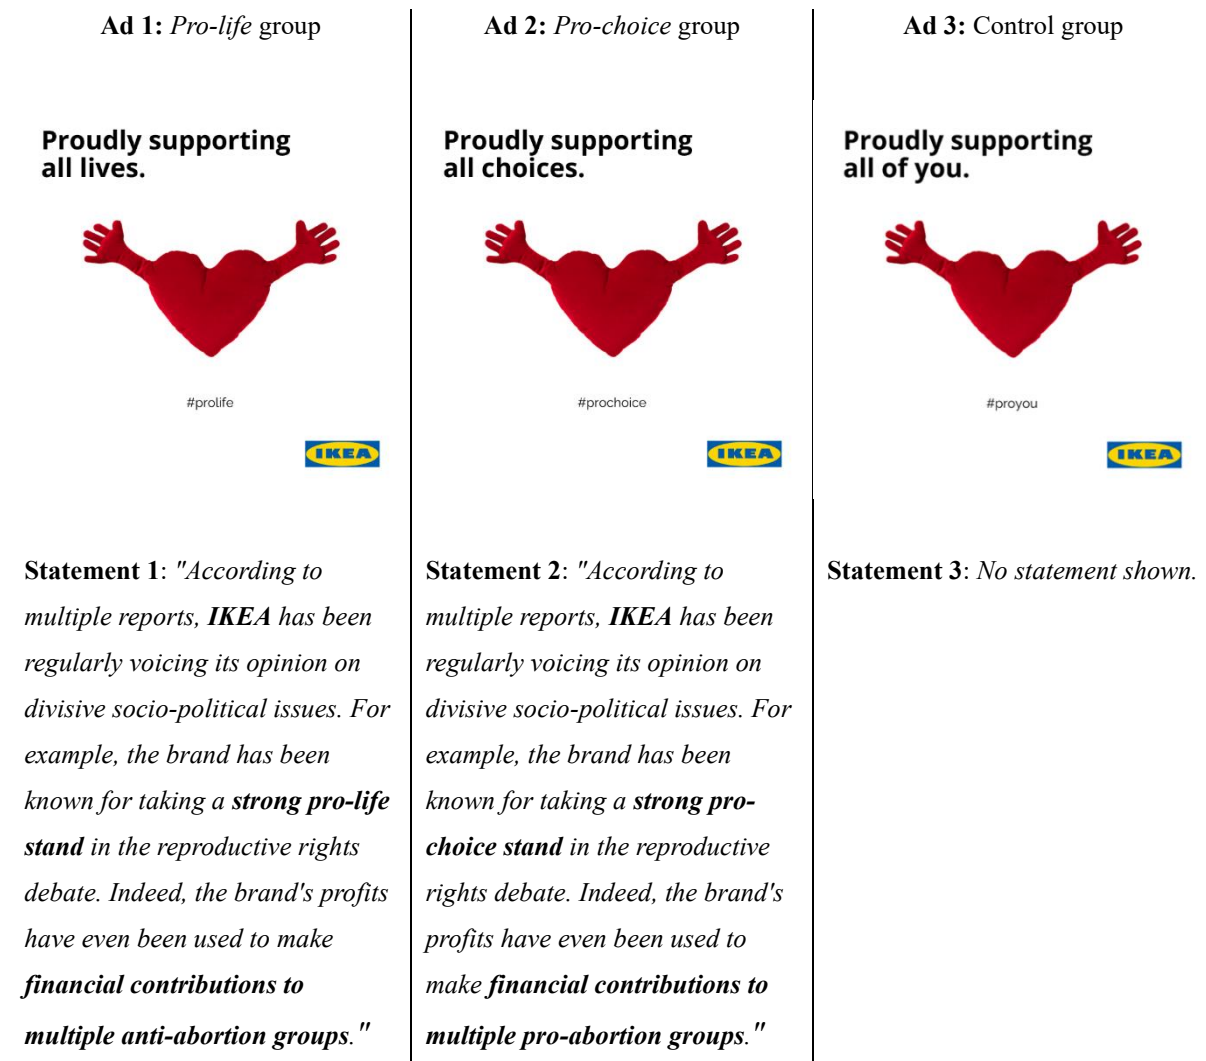 Ad 1: Pro-life group
Proudly supporting
all lives.
#prolife
IKEA
Statement 1: "According to
multiple reports, IKEA has been
regularly voicing its opinion on
divisive socio-political issues. For
example, the brand has been
known for taking a strong pro-life
stand in the reproductive rights
debate. Indeed, the brand's profits
have even been used to make
financial contributions to
multiple anti-abortion groups."
Ad 2: Pro-choice group
Proudly supporting
all choices.
#prochoice
IKEA
Statement 2: "According to
multiple reports, IKEA has been
regularly voicing its opinion on
divisive socio-political issues. For
example, the brand has been
known for taking a strong pro-
choice stand in the reproductive
rights debate. Indeed, the brand's
profits have even been used to
make financial contributions to
multiple pro-abortion groups."
Ad 3: Control group
Proudly supporting
all of you.
#proyou
IKEA
Statement 3: No statement shown.